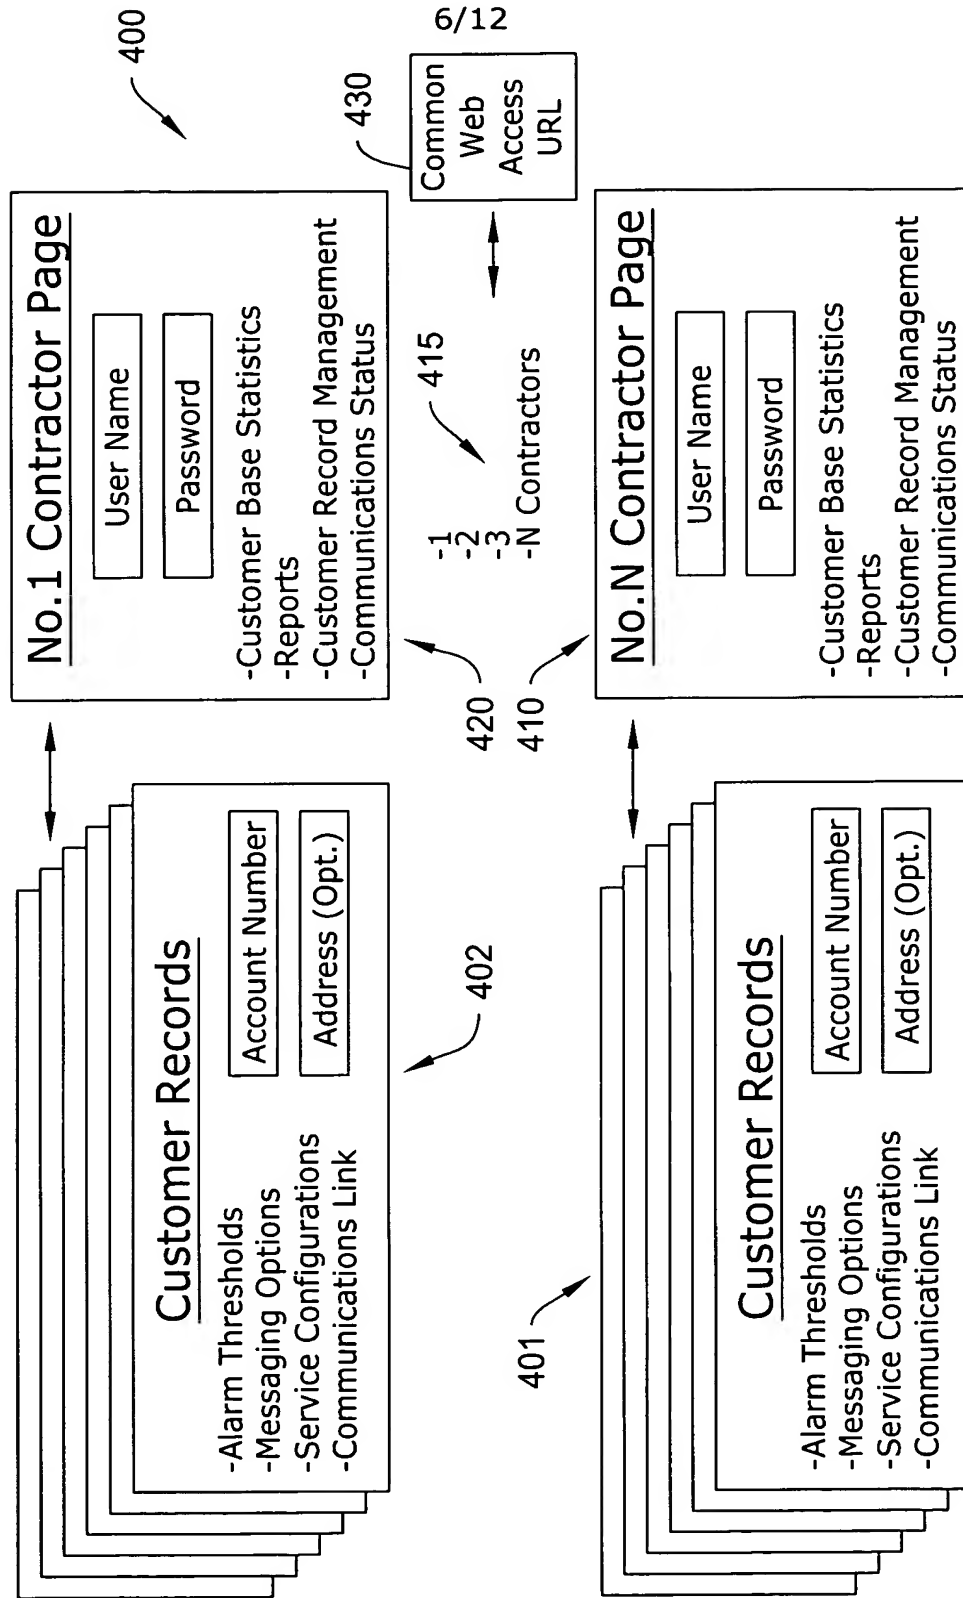 6/12
400
No.1 Contractor Page
User Name
Password
-Customer Base Statistics
-Reports
-Customer Record Management
-Communications Status
420
Customer Records
-Alarm Thresholds
-Messaging Options
-Service Configurations
-Communications Link
Account Number
Address (Opt.)
402
430
Common
Web
Access
URL
415
-1
-2
-3
-N Contractors
410
No.N Contractor Page
User Name
Password
-Customer Base Statistics
-Reports
-Customer Record Management
-Communications Status
401
Customer Records
-Alarm Thresholds
-Messaging Options
-Service Configurations
-Communications Link
Account Number
Address (Opt.)